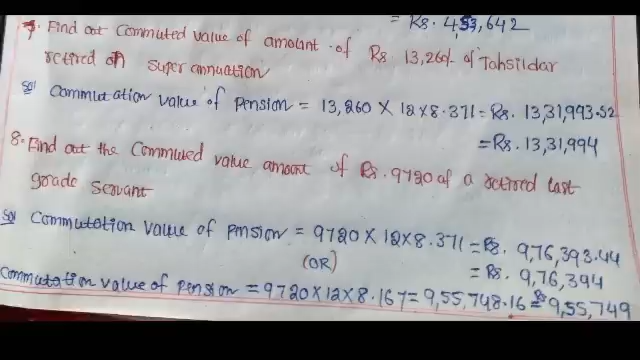 = Rs. 4,53,642
7. Find out Commuted value of amount of Rs. 13,260/- of Tahsildar
retired on superannuation
Sol Commutation value of Pension = 13,260 × 12 × 8.371 = Rs. 13,31,993.52
= Rs. 13,31,994
8. Find out the Commuted value amount of Rs. 9720 of a retired last
grade servant
Sol Commutation value of pension = 9720 × 12 × 8.371 = Rs. 9,76,393.44
(OR) = Rs. 9,76,394
Commutation value of pension = 9720 × 12 × 8.167 = 9,55,748.16 = Rs 9,55,749